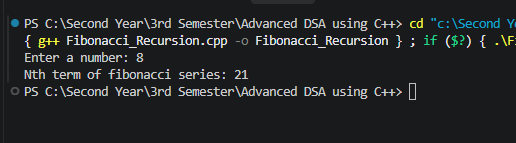 PS C:\Second Year\3rd Semester\Advanced DSA using C++> cd "c:\Second Ye
{ g++ Fibonacci_Recursion.cpp -o Fibonacci_Recursion } ; if ($?) { .\F
Enter a number: 8
Nth term of fibonacci series: 21
PS C:\Second Year\3rd Semester\Advanced DSA using C++>